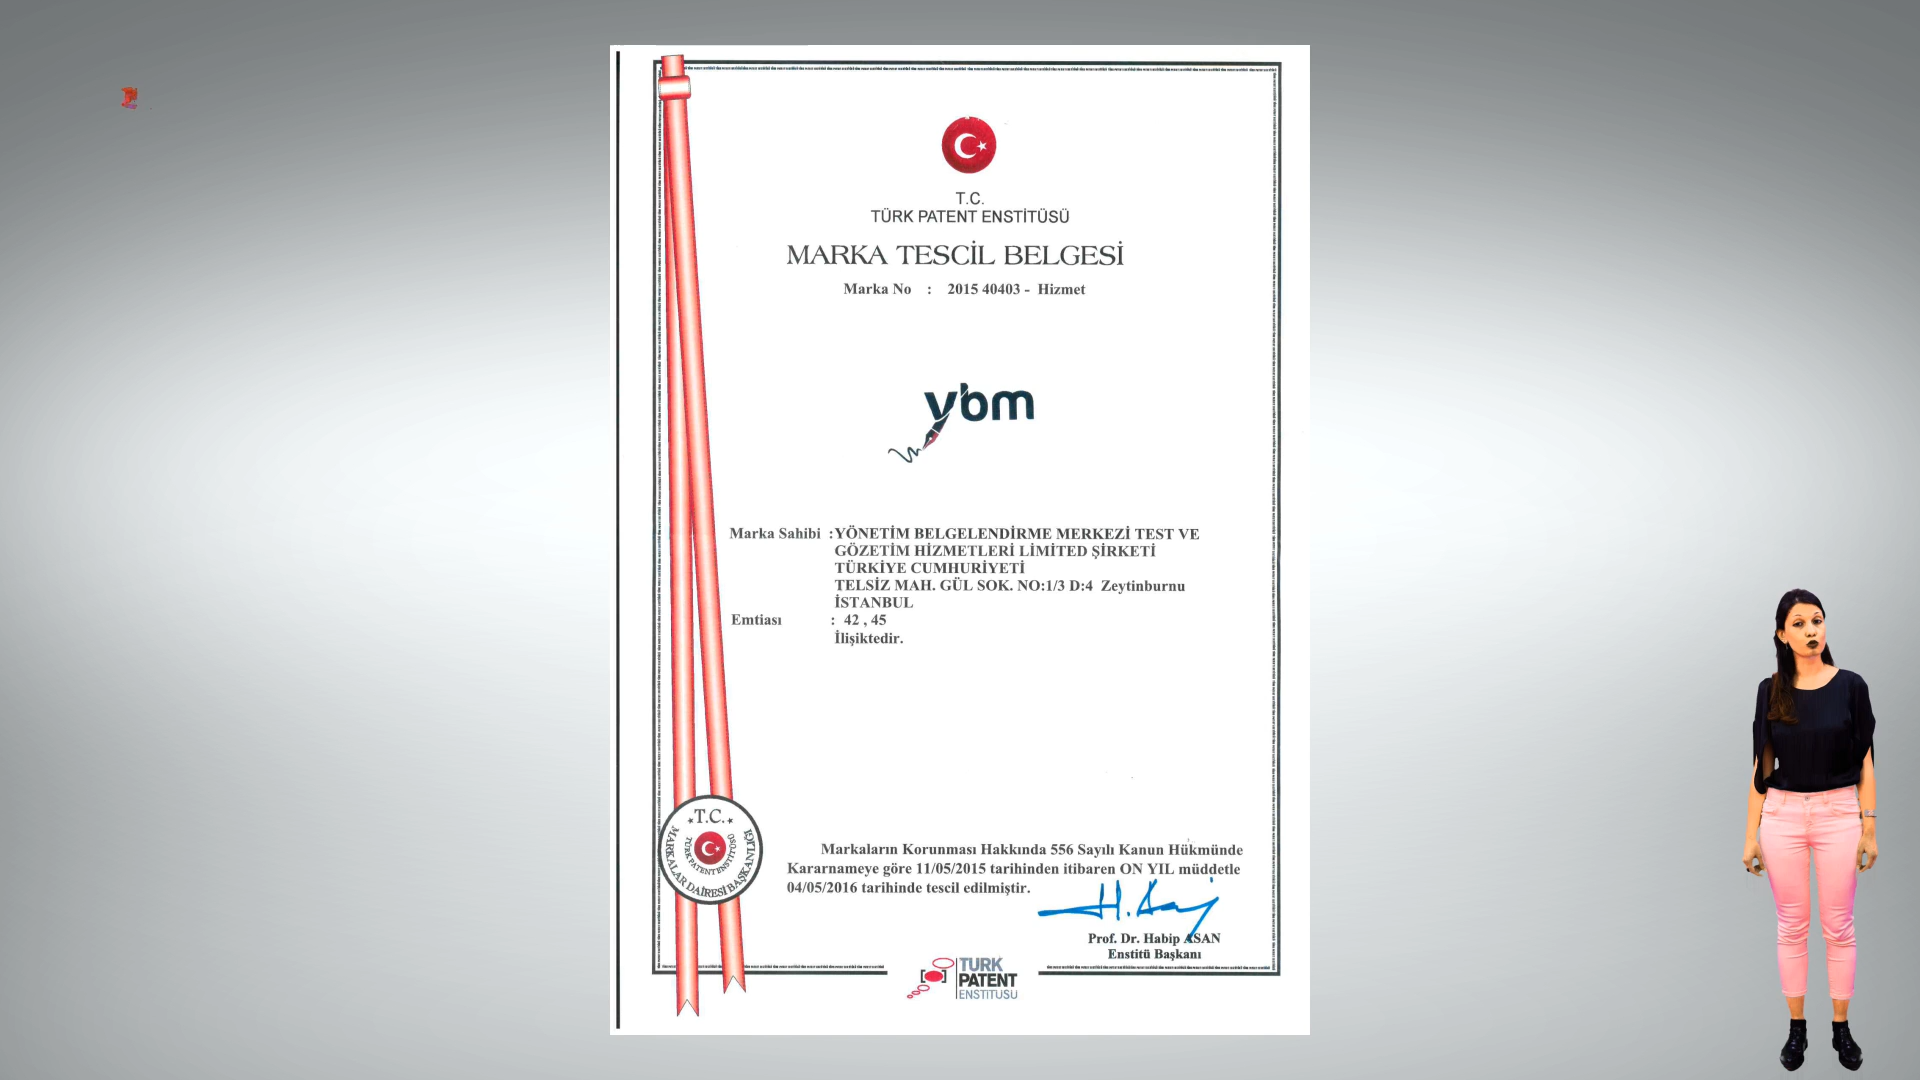 T.C.
TÜRK PATENT ENSTİTÜSÜ
MARKA TESCİL BELGESİ
Marka No : 2015 40403 - Hizmet
ybm
Marka Sahibi :YÖNETİM BELGELENDİRME MERKEZİ TEST VE
GÖZETİM HİZMETLERİ LİMİTED ŞİRKETİ
TÜRKİYE CUMHURİYETİ
TELSİZ MAH. GÜL SOK. NO:1/3 D:4 Zeytinburnu
İSTANBUL
Emtiası : 42 , 45
İlişiktedir.
T.C.
TÜRK PATENT ENSTİTÜSÜ
MARKALAR DAİRESİ BAŞKANLIĞI
Markaların Korunması Hakkında 556 Sayılı Kanun Hükmünde
Kararnameye göre 11/05/2015 tarihinden itibaren ON YIL müddetle
04/05/2016 tarihinde tescil edilmiştir.
Prof. Dr. Habip ASAN
Enstitü Başkanı
TURK
PATENT
ENSTITUSU